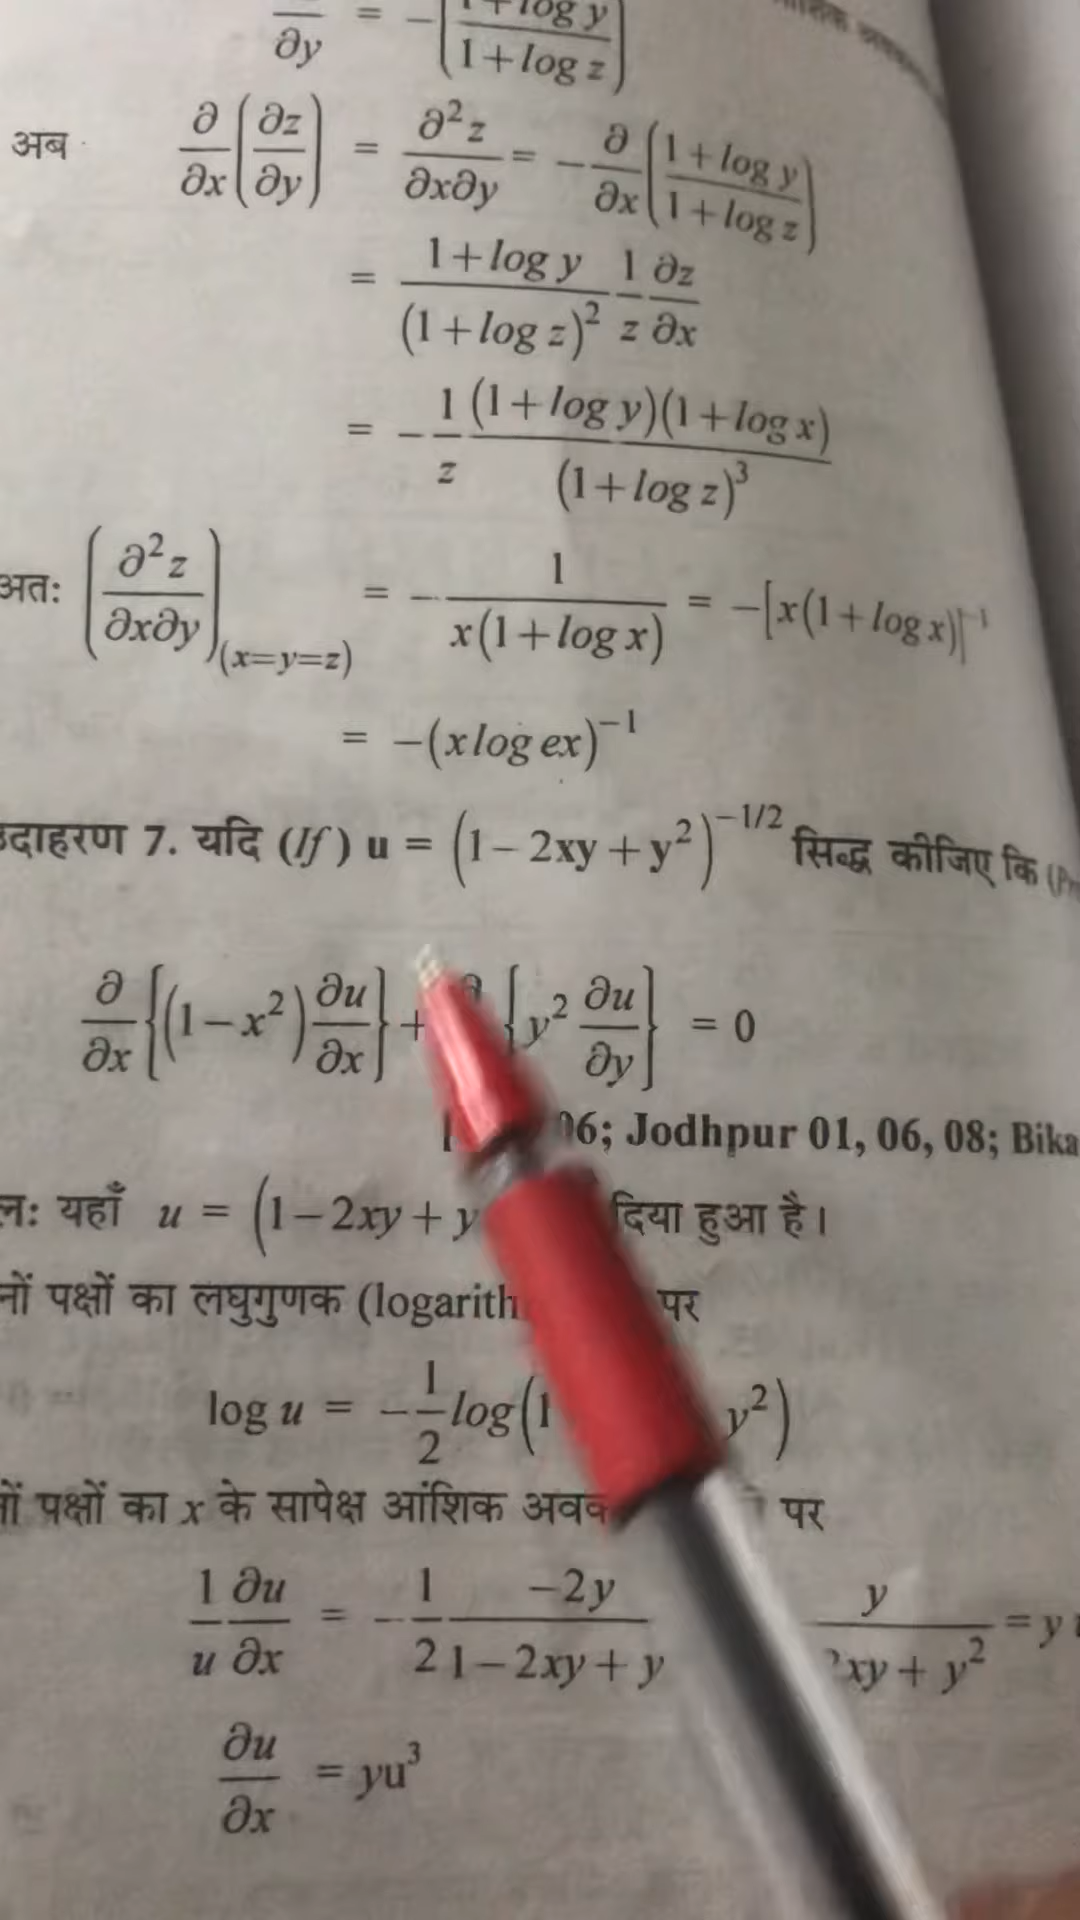 ∂y = -(1+log y / 1+log z)
अब ∂/∂x (∂z/∂y) = ∂²z/∂x∂y = -∂/∂x (1+log y / 1+log z)
= 1+log y / (1+log z)² 1/z ∂z/∂x
= -1/z (1+log y)(1+log x) / (1+log z)³
अतः (∂²z/∂x∂y)(x=y=z) = -1/x(1+log x) = -[x(1+log x)]⁻¹
= -(x log ex)⁻¹
उदाहरण 7. यदि (If) u = (1-2xy+y²)^-1/2 सिद्ध कीजिए कि
∂/∂x {(1-x²) ∂u/∂x} + {y² ∂u/∂y} = 0
06; Jodhpur 01, 06, 08;
यहाँ u = (1-2xy+y दिया हुआ है।
पक्षों का लघुगुणक (logarith पर
log u = -1/2 log(1 y²)
पक्षों का x के सापेक्ष आंशिक पर
1/u ∂u/∂x = -1/2 -2y / 1-2xy+y y / xy+y² = y
∂u/∂x = yu³